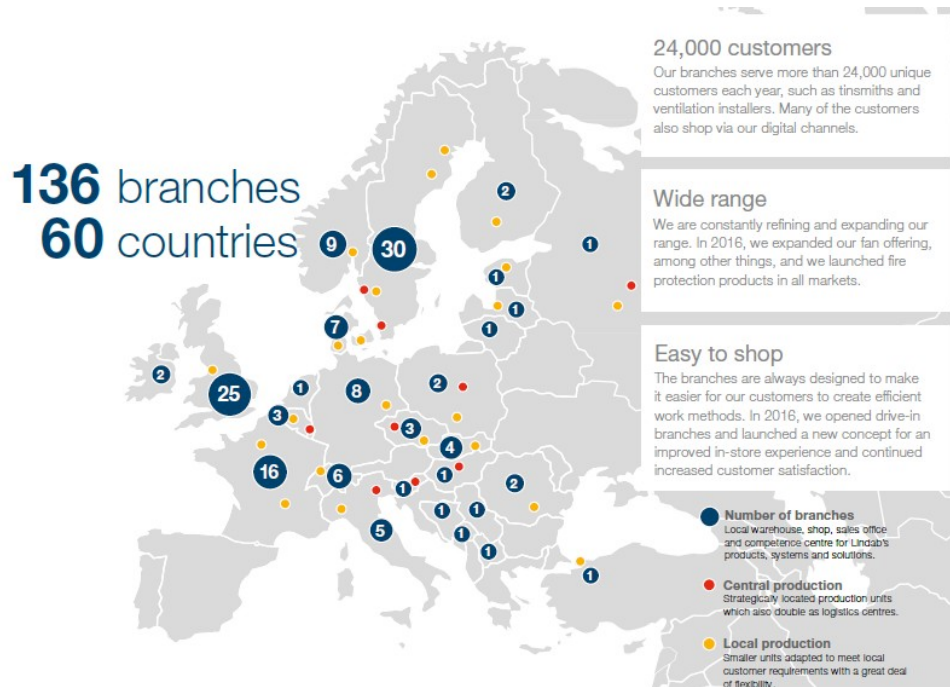 136 branches
60 countries
24,000 customers
Our branches serve more than 24,000 unique
customers each year, such as tinsmiths and
ventilation installers. Many of the customers
also shop via our digital channels.
Wide range
We are constantly refining and expanding our
range. In 2016, we expanded our fan offering,
among other things, and we launched fire
protection products in all markets.
Easy to shop
The branches are always designed to make
it easier for our customers to create efficient
work methods. In 2016, we opened drive-in
branches and launched a new concept for an
improved in-store experience and continued
increased customer satisfaction.
2
9
30
1
1
1
1
7
2
25
1
8
2
3
3
4
16
6
1
1
2
1
1
5
1
1
1
Number of branches
Local warehouse, shop, sales office
and competence centre for Lindab's
products, systems and solutions.
Central production
Strategically located production units
which also double as logistics centres.
Local production
Smaller units adapted to meet local
customer requirements with a great deal
of flexibility.